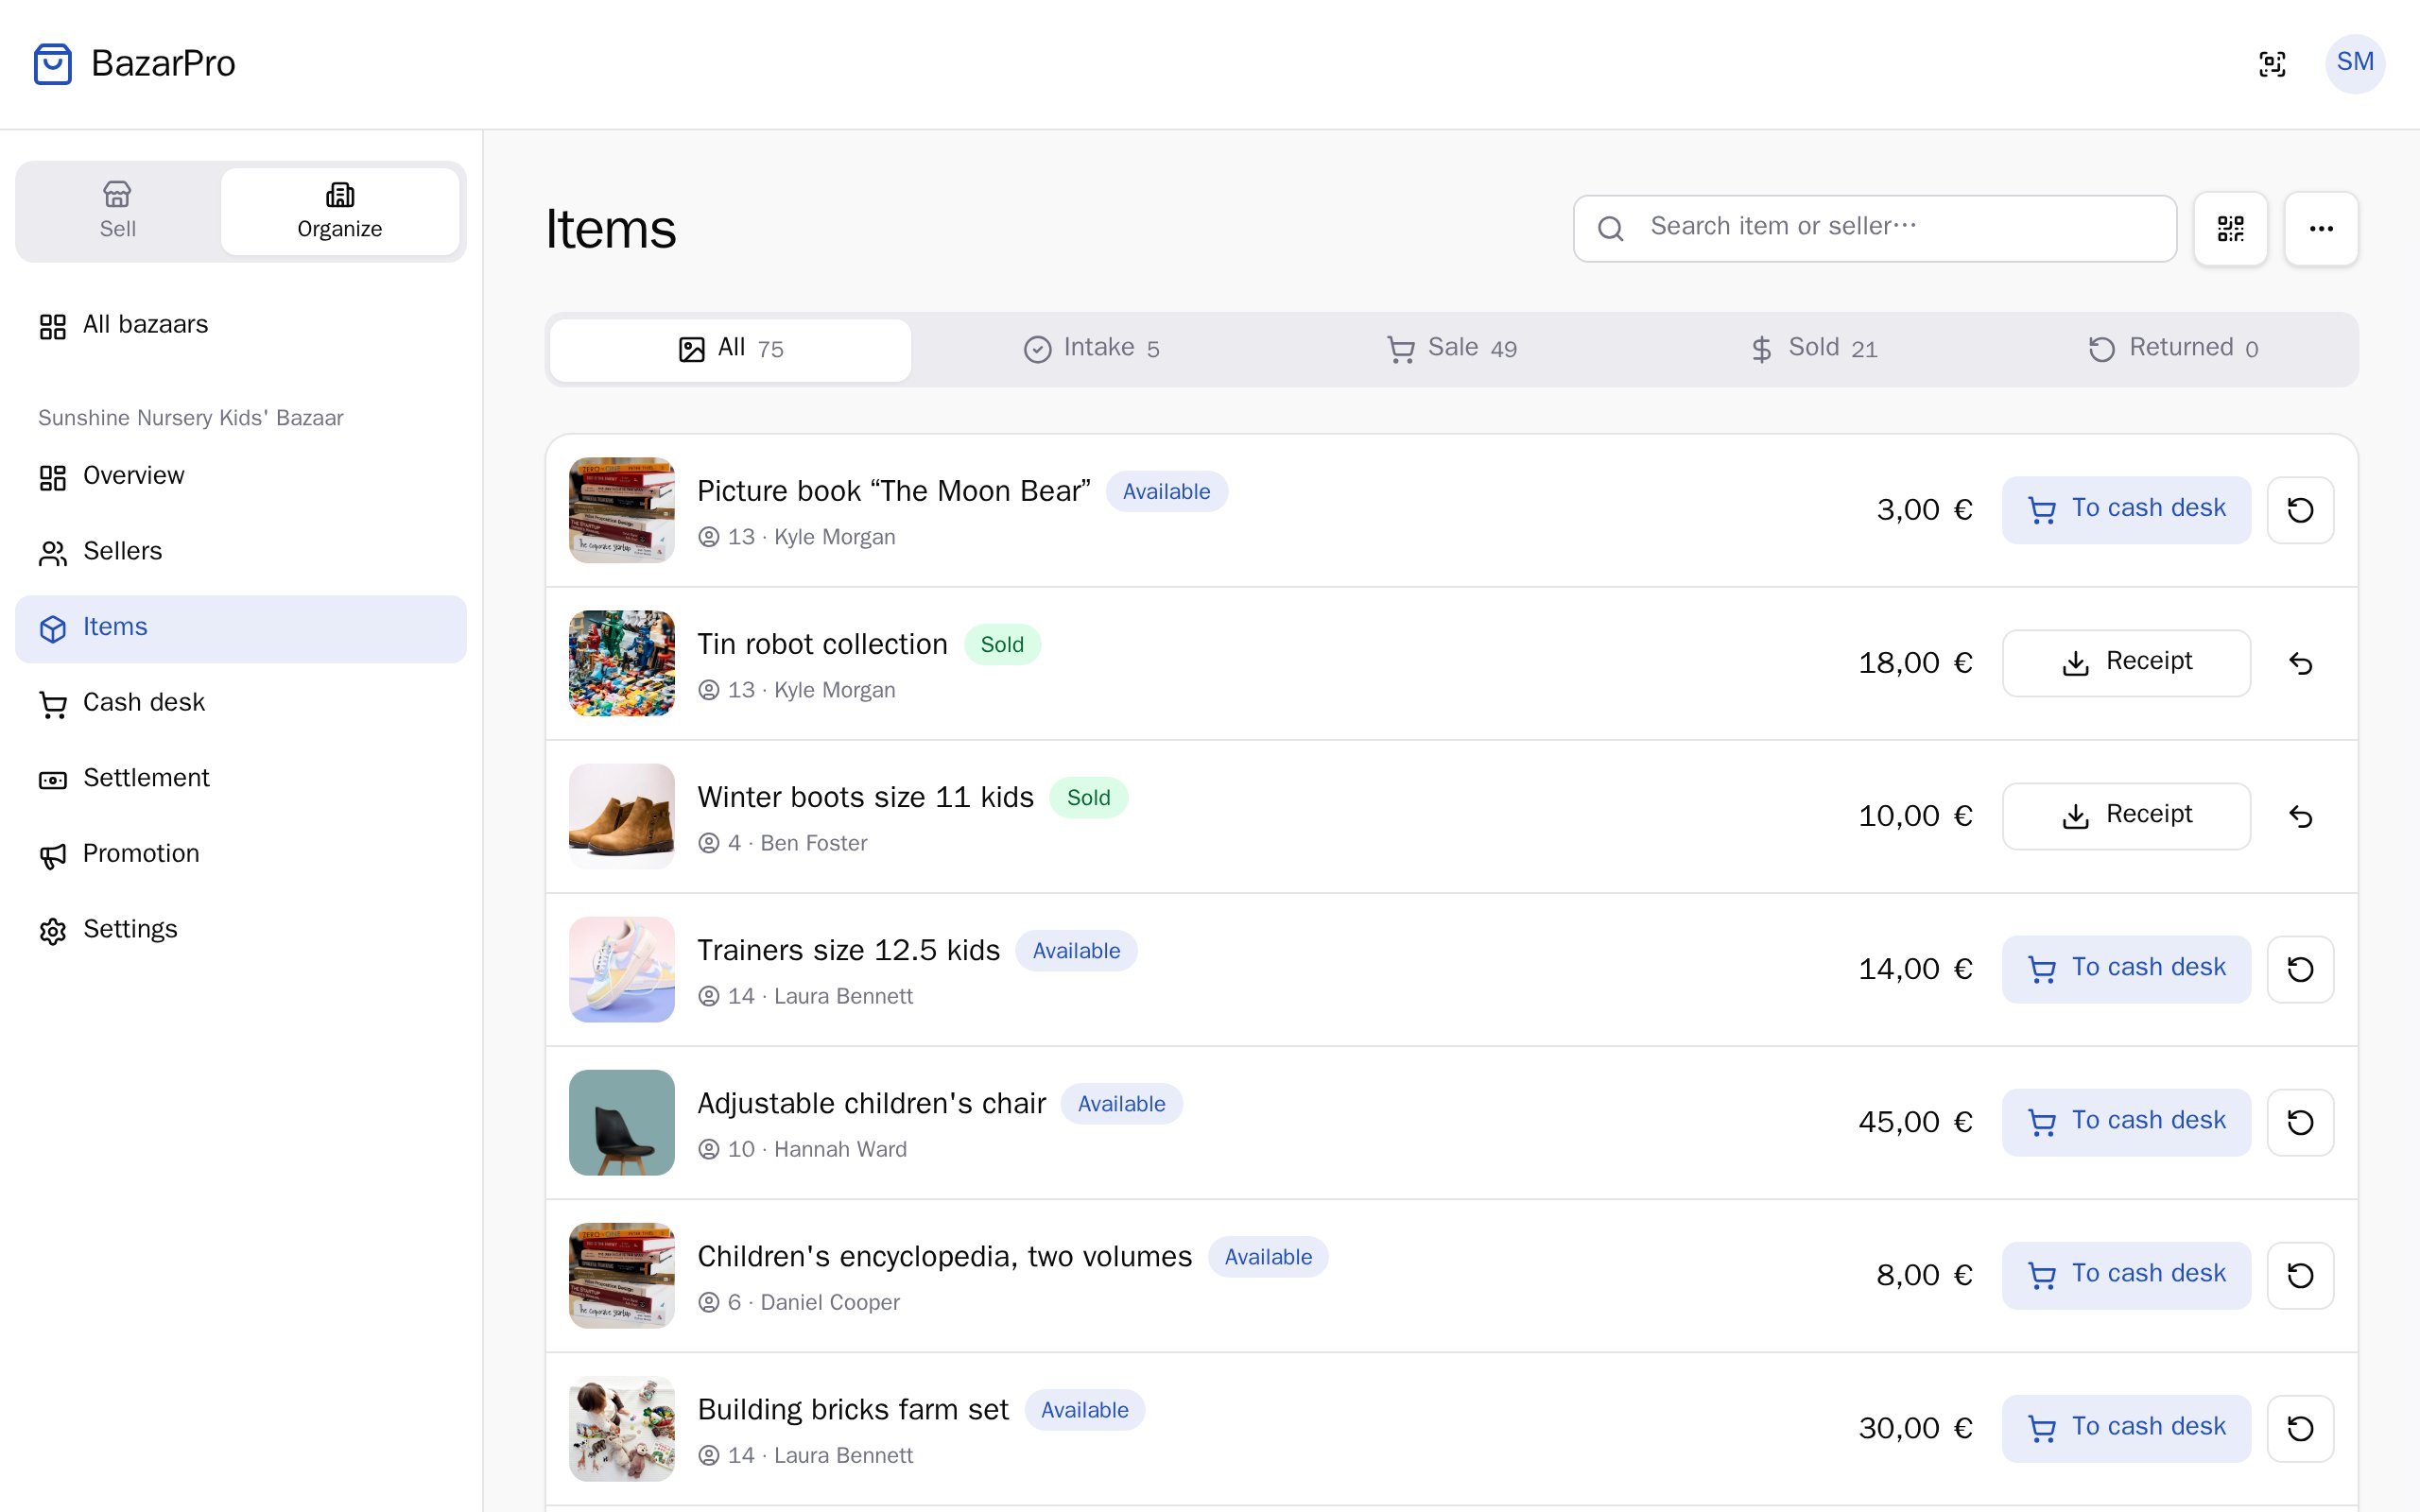 BazarPro
SM
Sell
Organize
All bazaars
Sunshine Nursery Kids' Bazaar
Overview
Sellers
Items
Cash desk
Settlement
Promotion
Settings
Items
Search item or seller···
All 75
Intake 5
Sale 49
Sold 21
Returned 0
Picture book “The Moon Bear” Available
13 · Kyle Morgan
3,00 €
To cash desk
Tin robot collection Sold
13 · Kyle Morgan
18,00 €
Receipt
Winter boots size 11 kids Sold
4 · Ben Foster
10,00 €
Receipt
Trainers size 12.5 kids Available
14 · Laura Bennett
14,00 €
To cash desk
Adjustable children's chair Available
10 · Hannah Ward
45,00 €
To cash desk
Children's encyclopedia, two volumes Available
6 · Daniel Cooper
8,00 €
To cash desk
Building bricks farm set Available
14 · Laura Bennett
30,00 €
To cash desk